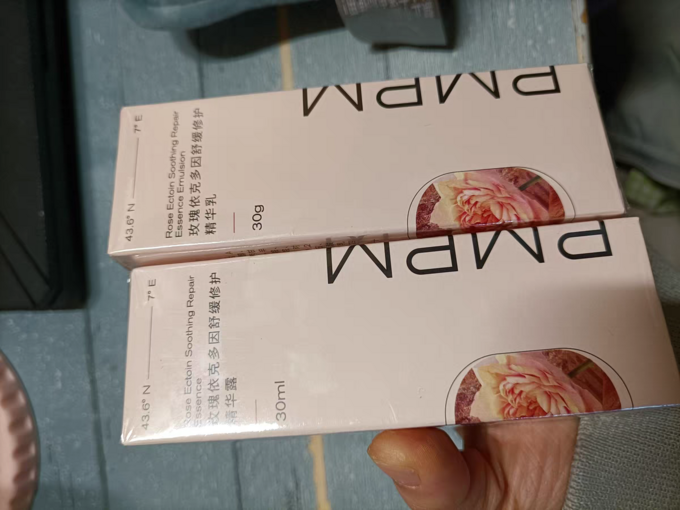 PMPM
43.6° N
7° E
Rose Ectoin Soothing Repair
Essence Emulsion
玫瑰依克多因舒缓修护
精华乳
30g
PMPM
43.6° N
7° E
Rose Ectoin Soothing Repair
Essence
玫瑰依克多因舒缓修护
精华露
30ml